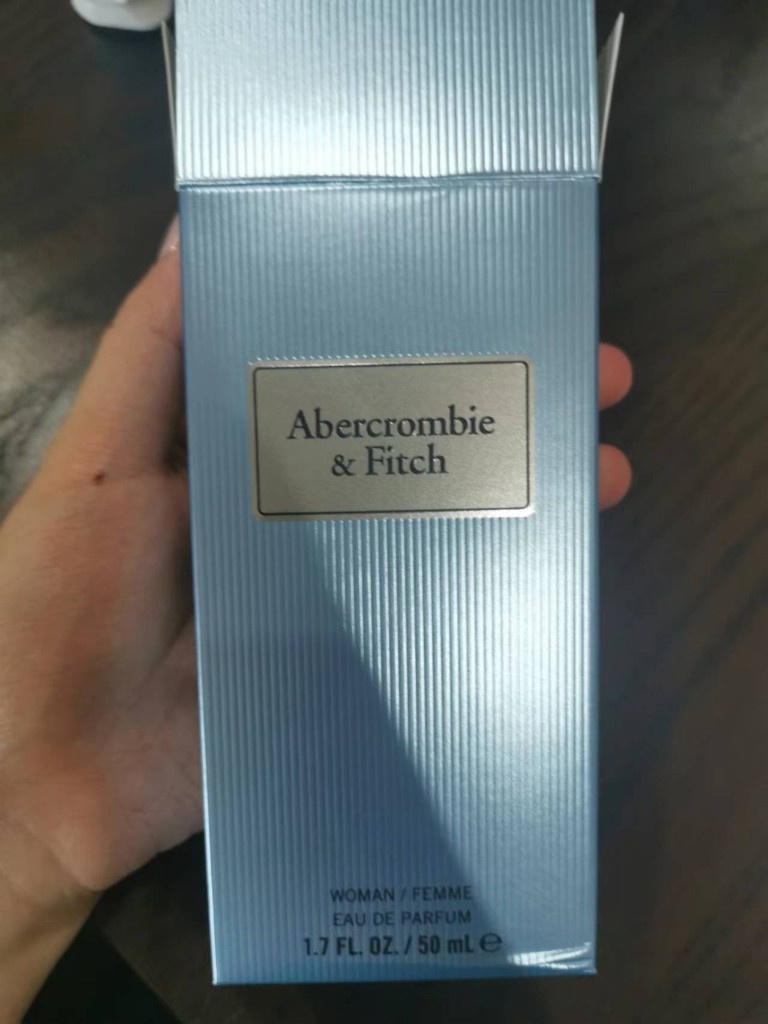 Abercrombie
& Fitch
WOMAN / FEMME
EAU DE PARFUM
1.7 FL. OZ. / 50 mL ℮